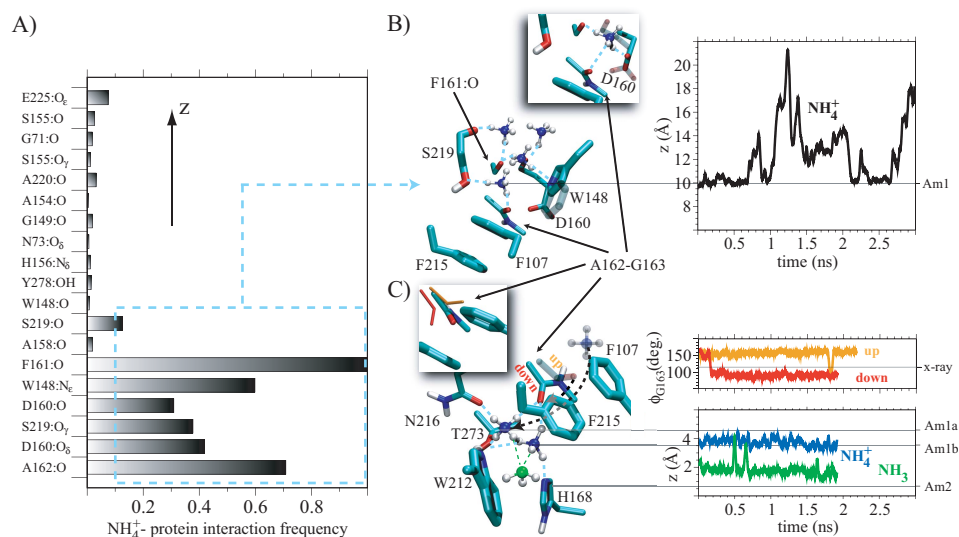 A)
z
E225:Oε
S155:O
G71:O
S155:Oγ
A220:O
A154:O
G149:O
N73:Oδ
H156:Nδ
Y278:OH
W148:O
S219:O
A158:O
F161:O
W148:Nε
D160:O
S219:Oγ
D160:Oδ
A162:O
0 0.2 0.4 0.6 0.8
NH4+- protein interaction frequency
B)
D160
F161:O
S219
W148
D160
F215
F107
A162-G163
z (Å)
20
18
16
14
12
10
8
6
NH4+
Am1
0.5 1 1.5 2 2.5
time (ns)
C)
up
down
F107
N216
F215
T273
W212
H168
ϕG163(deg.)
150
100
up
down
x-ray
Am1a
Am1b
Am2
z (Å)
4
2
NH4+
NH3
0.5 1 1.5 2 2.5
time (ns)